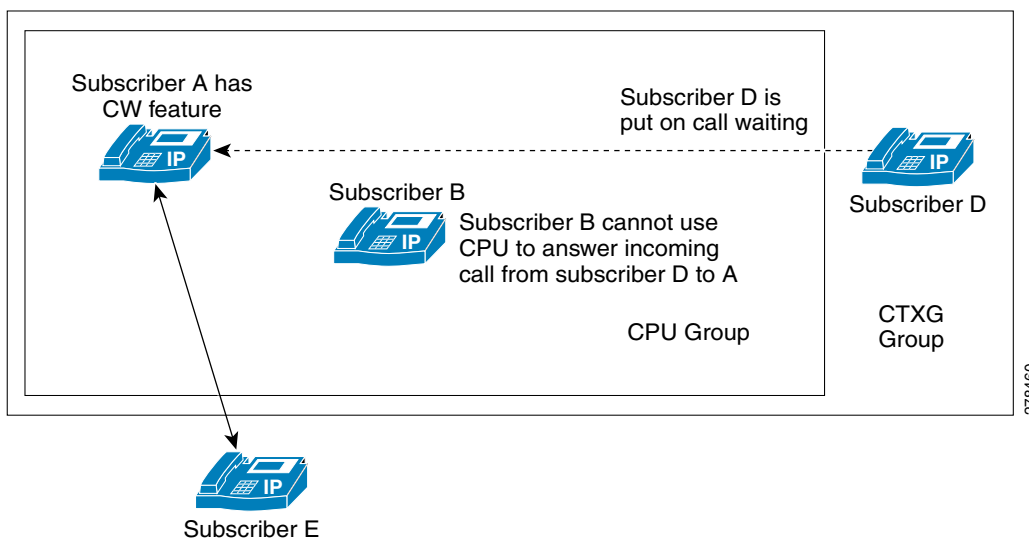 Subscriber A has
CW feature
IP
Subscriber D is
put on call waiting
IP
Subscriber D
Subscriber B
IP
Subscriber B cannot use
CPU to answer incoming
call from subscriber D to A
CPU Group
CTXG
Group
IP
Subscriber E